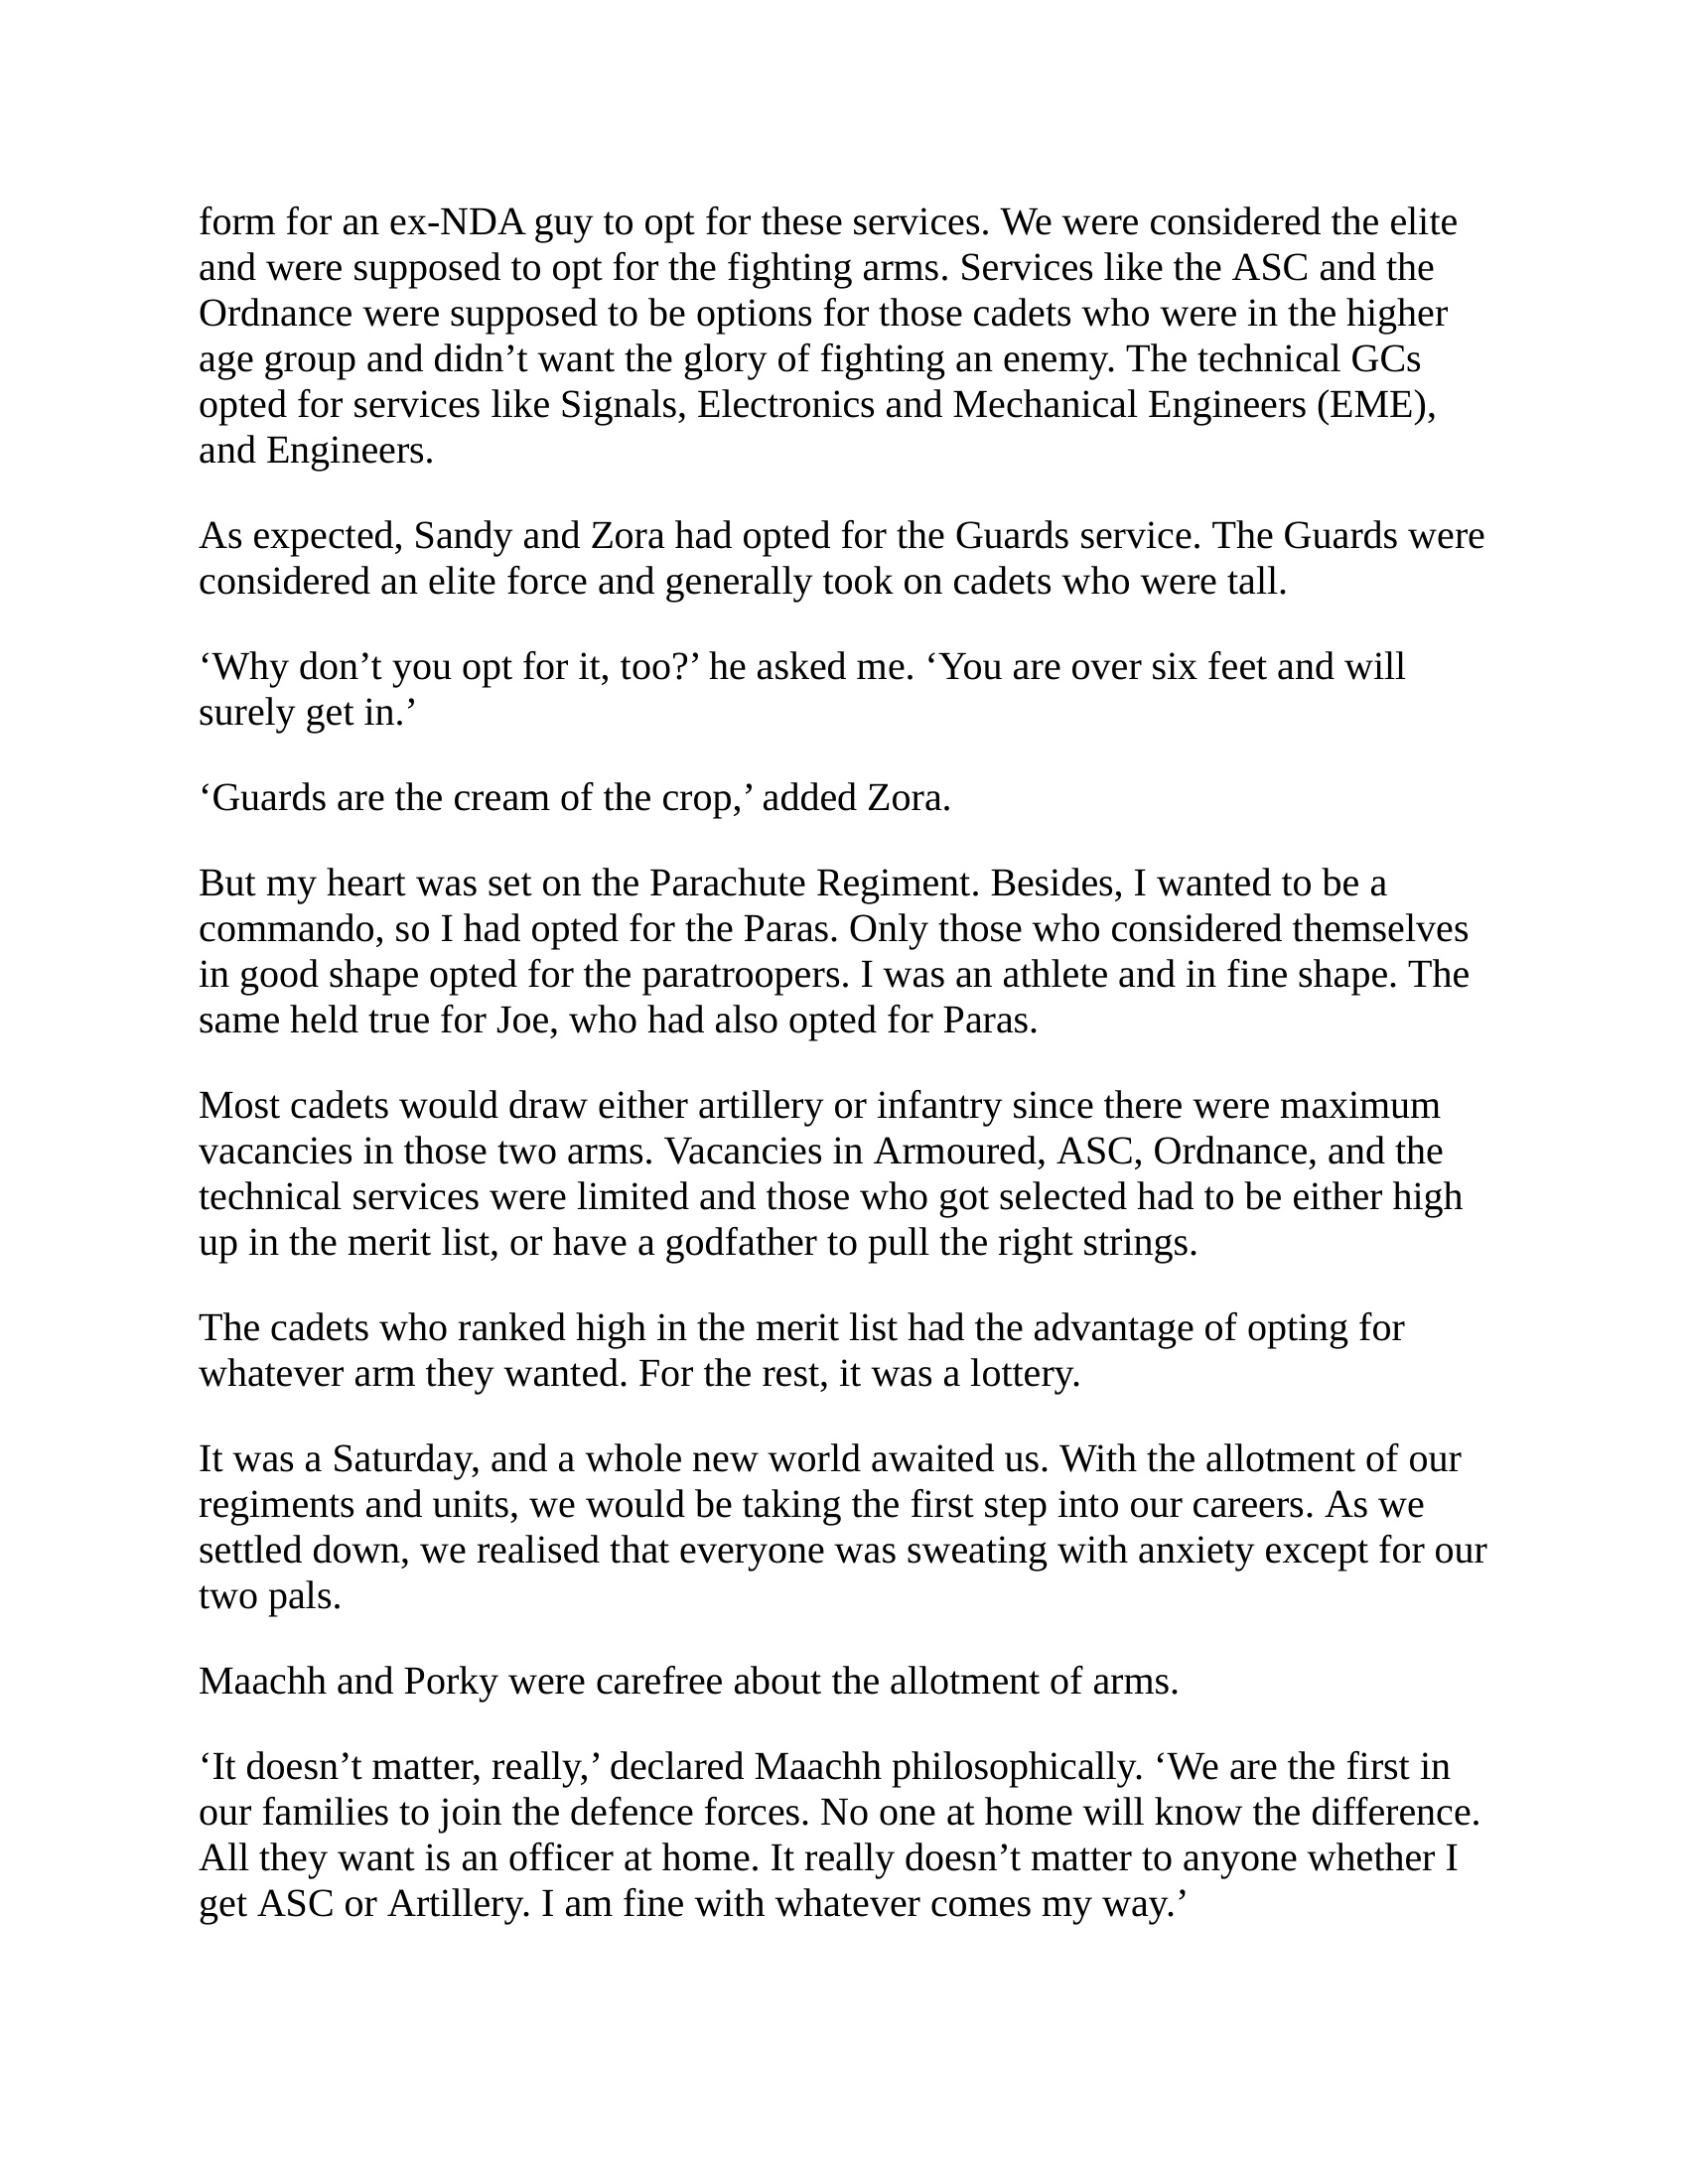 form for an ex-NDA guy to opt for these services. We were considered the elite
and were supposed to opt for the fighting arms. Services like the ASC and the
Ordnance were supposed to be options for those cadets who were in the higher
age group and didn’t want the glory of fighting an enemy. The technical GCs
opted for services like Signals, Electronics and Mechanical Engineers (EME),
and Engineers.
As expected, Sandy and Zora had opted for the Guards service. The Guards were
considered an elite force and generally took on cadets who were tall.
‘Why don’t you opt for it, too?’ he asked me. ‘You are over six feet and will
surely get in.’
‘Guards are the cream of the crop,’ added Zora.
But my heart was set on the Parachute Regiment. Besides, I wanted to be a
commando, so I had opted for the Paras. Only those who considered themselves
in good shape opted for the paratroopers. I was an athlete and in fine shape. The
same held true for Joe, who had also opted for Paras.
Most cadets would draw either artillery or infantry since there were maximum
vacancies in those two arms. Vacancies in Armoured, ASC, Ordnance, and the
technical services were limited and those who got selected had to be either high
up in the merit list, or have a godfather to pull the right strings.
The cadets who ranked high in the merit list had the advantage of opting for
whatever arm they wanted. For the rest, it was a lottery.
It was a Saturday, and a whole new world awaited us. With the allotment of our
regiments and units, we would be taking the first step into our careers. As we
settled down, we realised that everyone was sweating with anxiety except for our
two pals.
Maachh and Porky were carefree about the allotment of arms.
‘It doesn’t matter, really,’ declared Maachh philosophically. ‘We are the first in
our families to join the defence forces. No one at home will know the difference.
All they want is an officer at home. It really doesn’t matter to anyone whether I
get ASC or Artillery. I am fine with whatever comes my way.’